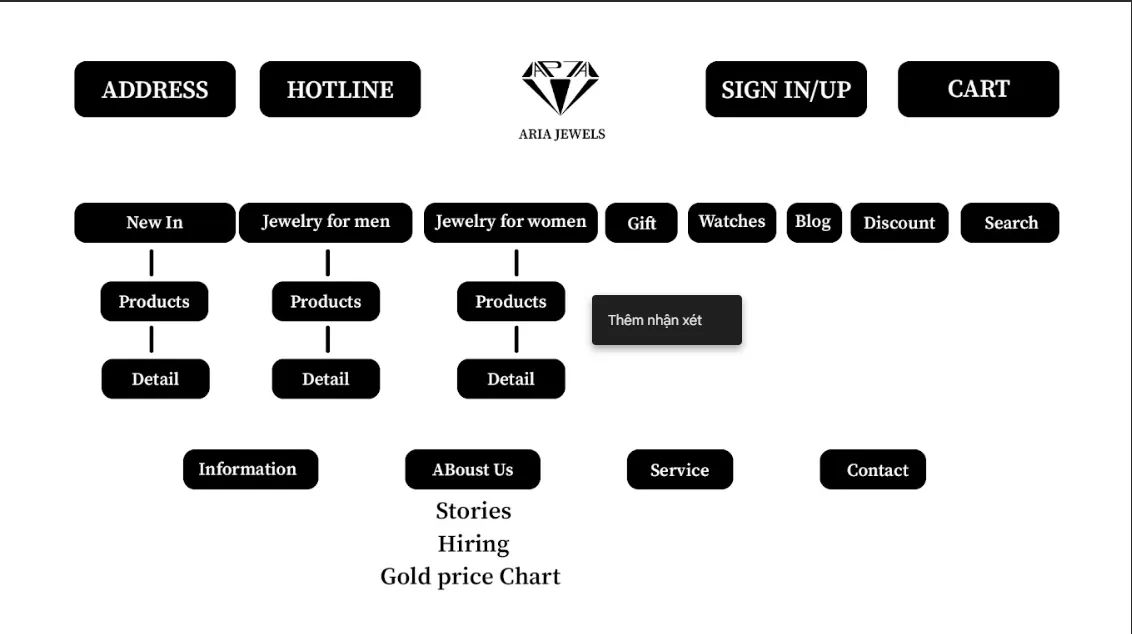 ADDRESS HOTLINE ARIA SIGN IN/UP CART
ARIA JEWELS
New In Jewelry for men Jewelry for women Gift Watches Blog Discount Search
Products Products Products
Thêm nhận xét
Detail Detail Detail
Information ABoust Us Service Contact
Stories
Hiring
Gold price Chart